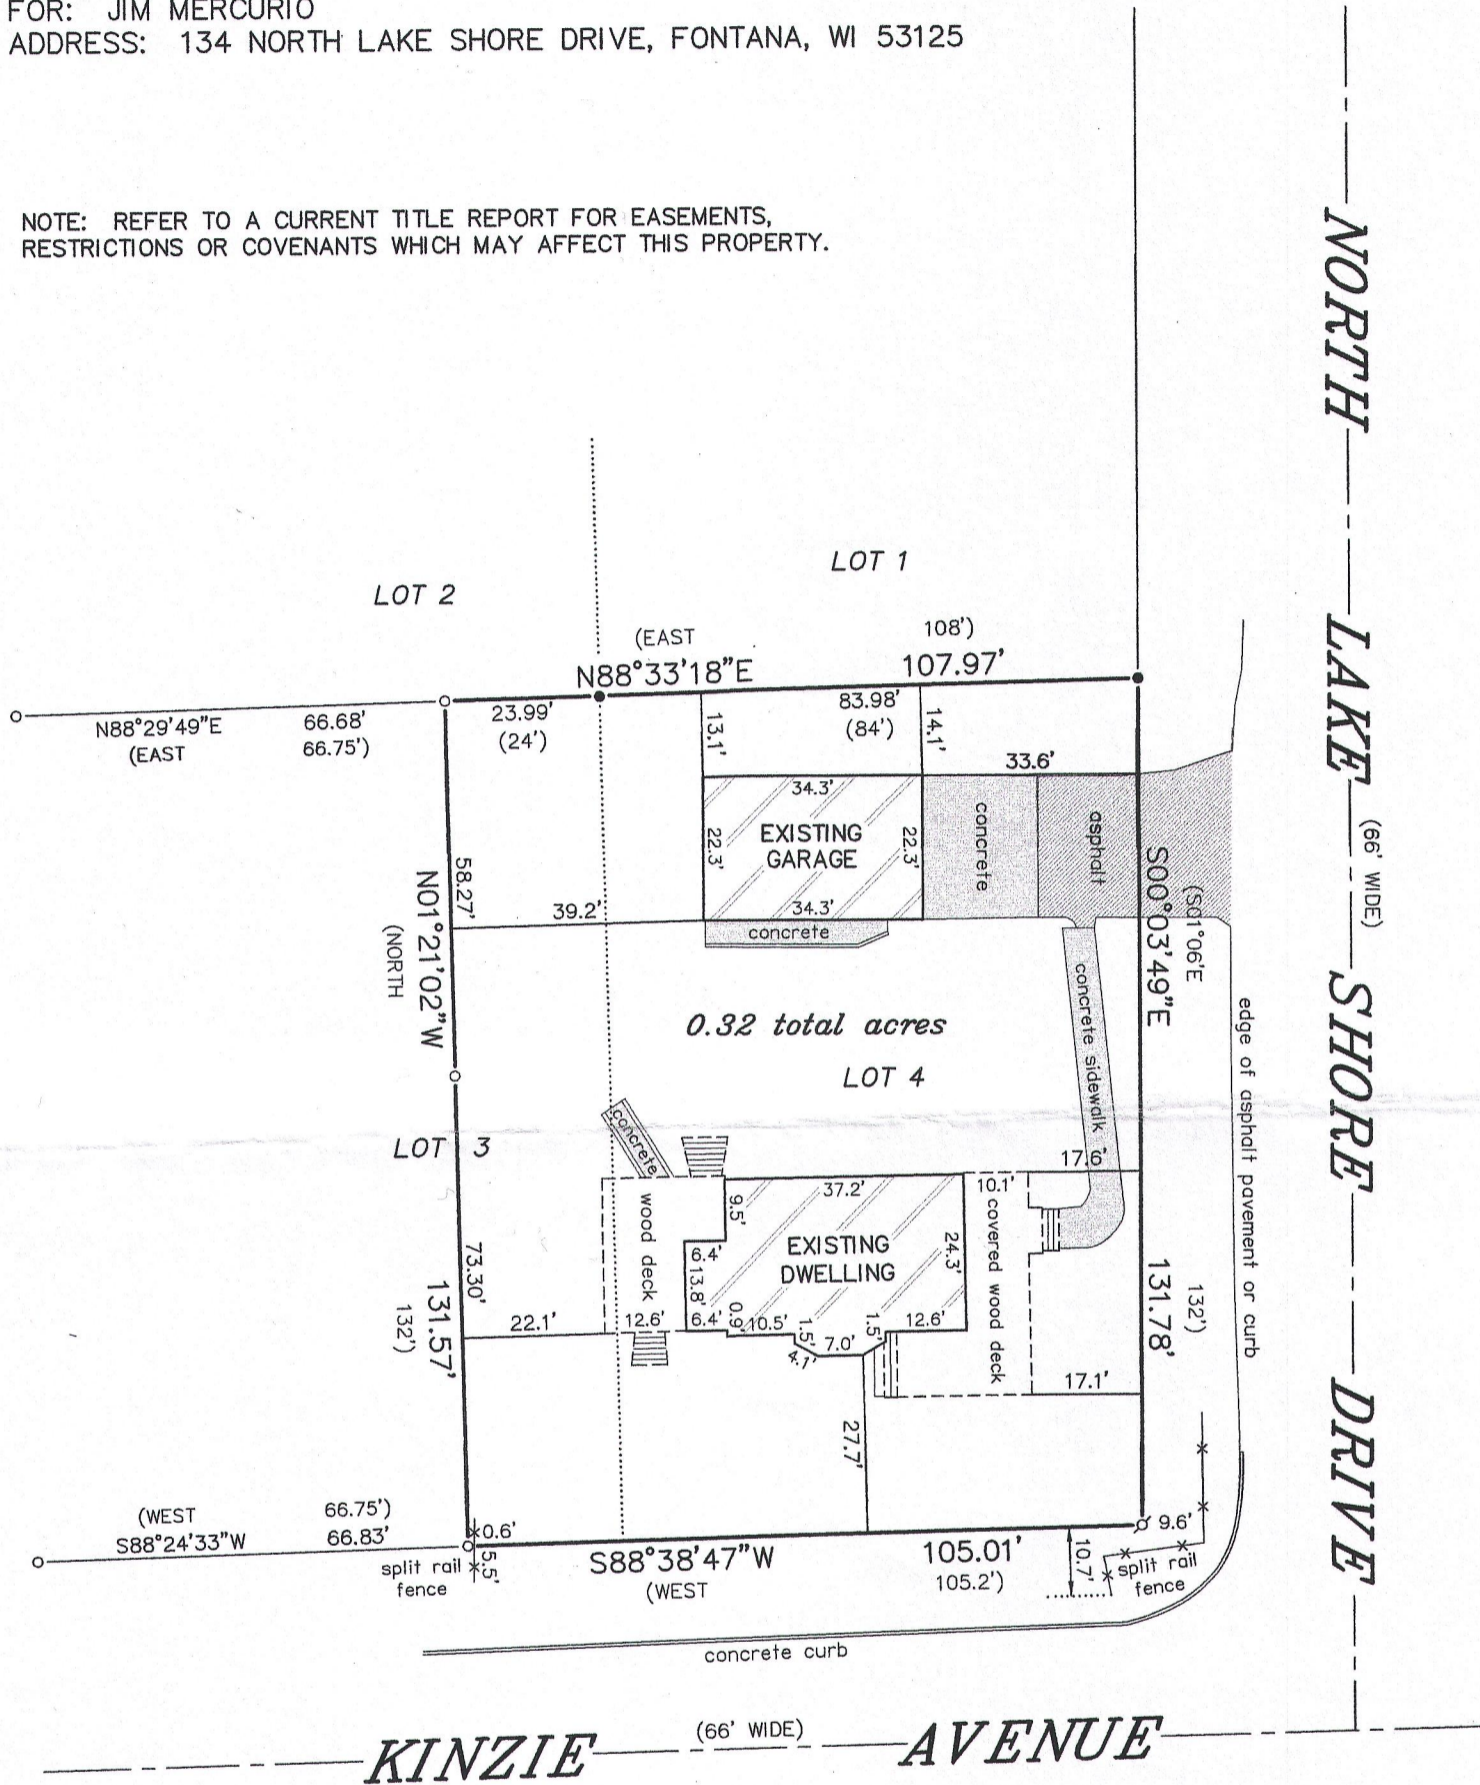 FOR: JIM MERCURIO
ADDRESS: 134 NORTH LAKE SHORE DRIVE, FONTANA, WI 53125
NOTE: REFER TO A CURRENT TITLE REPORT FOR EASEMENTS,
RESTRICTIONS OR COVENANTS WHICH MAY AFFECT THIS PROPERTY.
LOT 1
LOT 2
(EAST 108')
N88°33'18"E 107.97'
N88°29'49"E 66.68'
(EAST 66.75')
23.99'
(24')
83.98'
(84')
13.1'
14.1'
33.6'
34.3'
EXISTING
GARAGE
22.3'
22.3'
34.3'
concrete
asphalt
concrete
39.2'
58.27'
N01°21'02"W
(NORTH
S00°03'49"E
(S01°06'E
concrete sidewalk
0.32 total acres
LOT 4
LOT 3
concrete
wood deck
37.2'
9.5'
6.4'
13.8'
6.4'
0.9'
10.5'
1.5'
4.1'
7.0'
1.5'
12.6'
24.3'
EXISTING
DWELLING
10.1'
covered wood deck
17.6'
17.1'
12.6'
22.1'
73.30'
131.57'
132')
131.78'
132')
27.7'
edge of asphalt pavement or curb
(WEST 66.75')
S88°24'33"W 66.83'
0.6'
5.5'
split rail
fence
S88°38'47"W 105.01'
(WEST 105.2')
9.6'
10.7'
split rail
fence
concrete curb
KINZIE (66' WIDE) AVENUE
NORTH LAKE SHORE DRIVE
(66' WIDE)